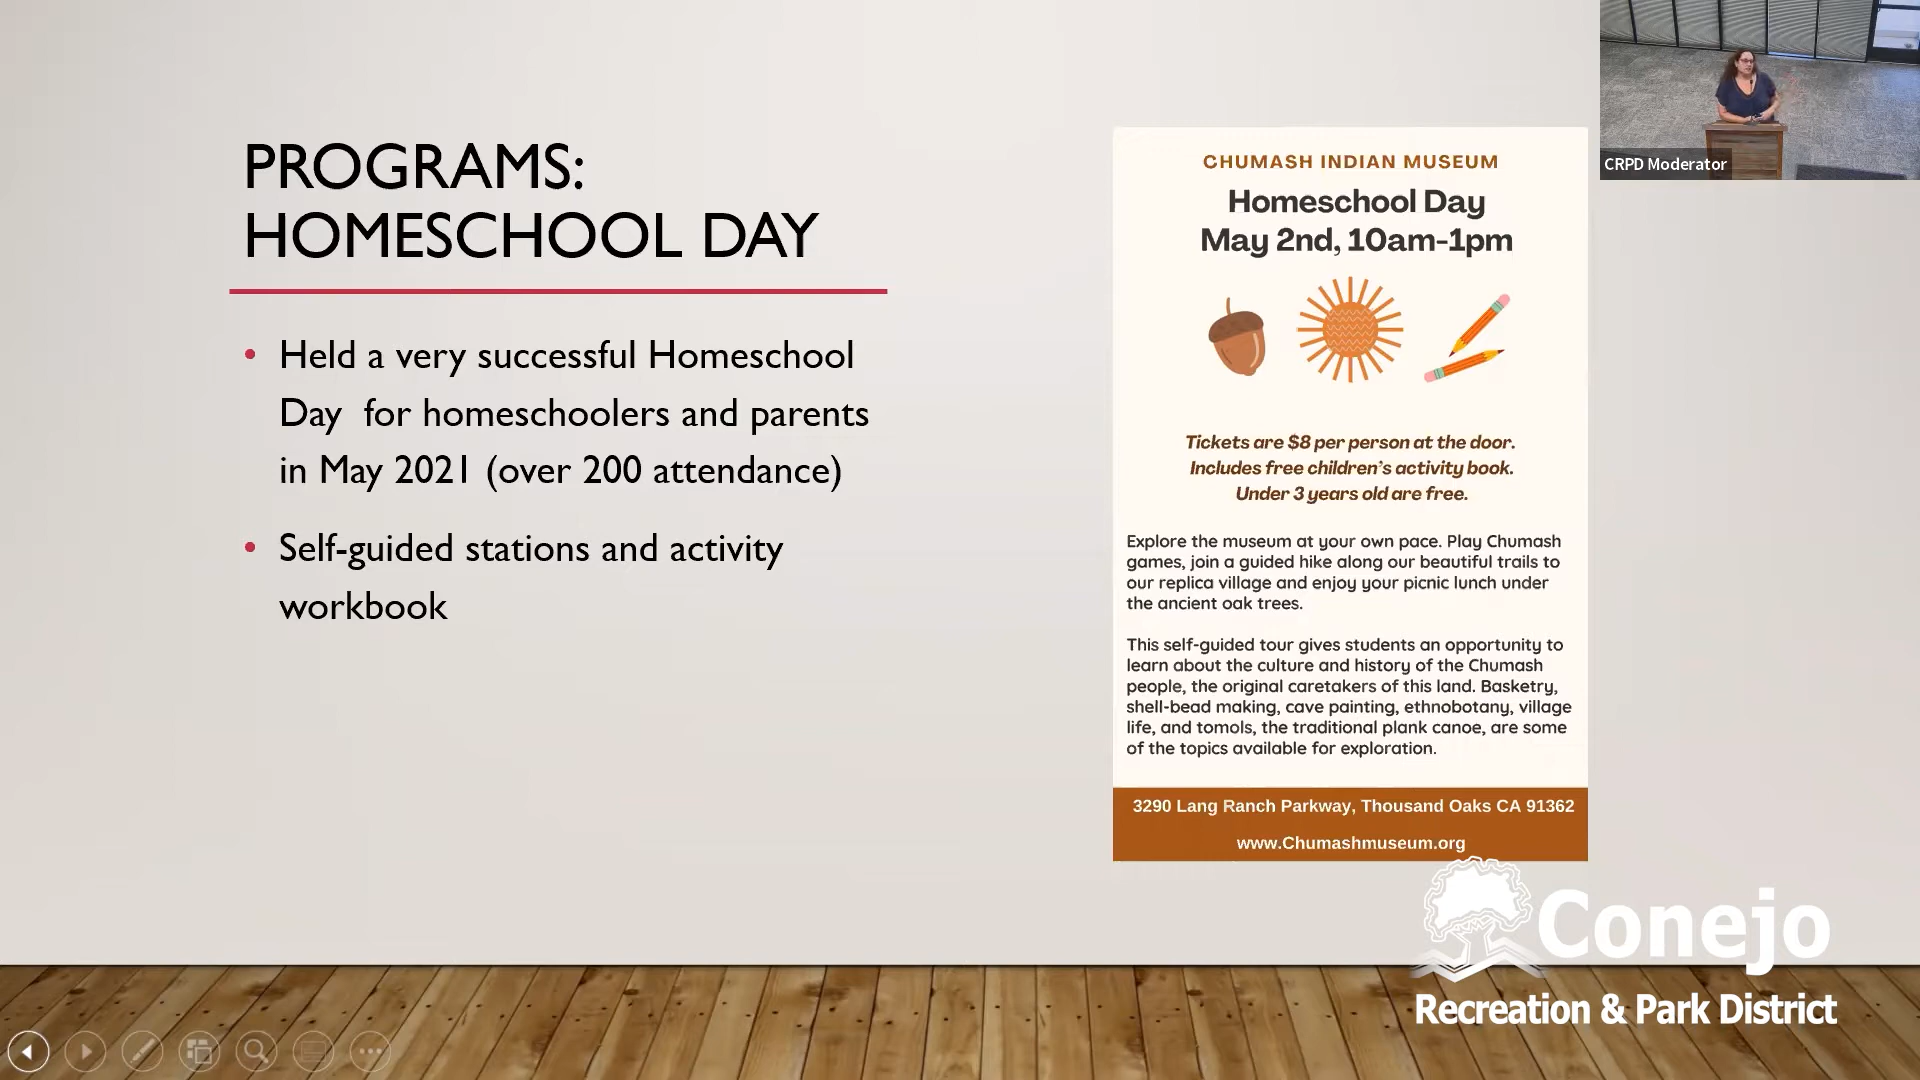 PROGRAMS:
HOMESCHOOL DAY
• Held a very successful Homeschool
Day  for homeschoolers and parents
in May 2021 (over 200 attendance)
• Self-guided stations and activity
workbook
CHUMASH INDIAN MUSEUM
Homeschool Day
May 2nd, 10am-1pm
Tickets are $8 per person at the door.
Includes free children's activity book.
Under 3 years old are free.
Explore the museum at your own pace. Play Chumash
games, join a guided hike along our beautiful trails to
our replica village and enjoy your picnic lunch under
the ancient oak trees.
This self-guided tour gives students an opportunity to
learn about the culture and history of the Chumash
people, the original caretakers of this land. Basketry,
shell-bead making, cave painting, ethnobotany, village
life, and tomols, the traditional plank canoe, are some
of the topics available for exploration.
3290 Lang Ranch Parkway, Thousand Oaks CA 91362
www.Chumashmuseum.org
CRPD Moderator
Conejo
Recreation & Park District